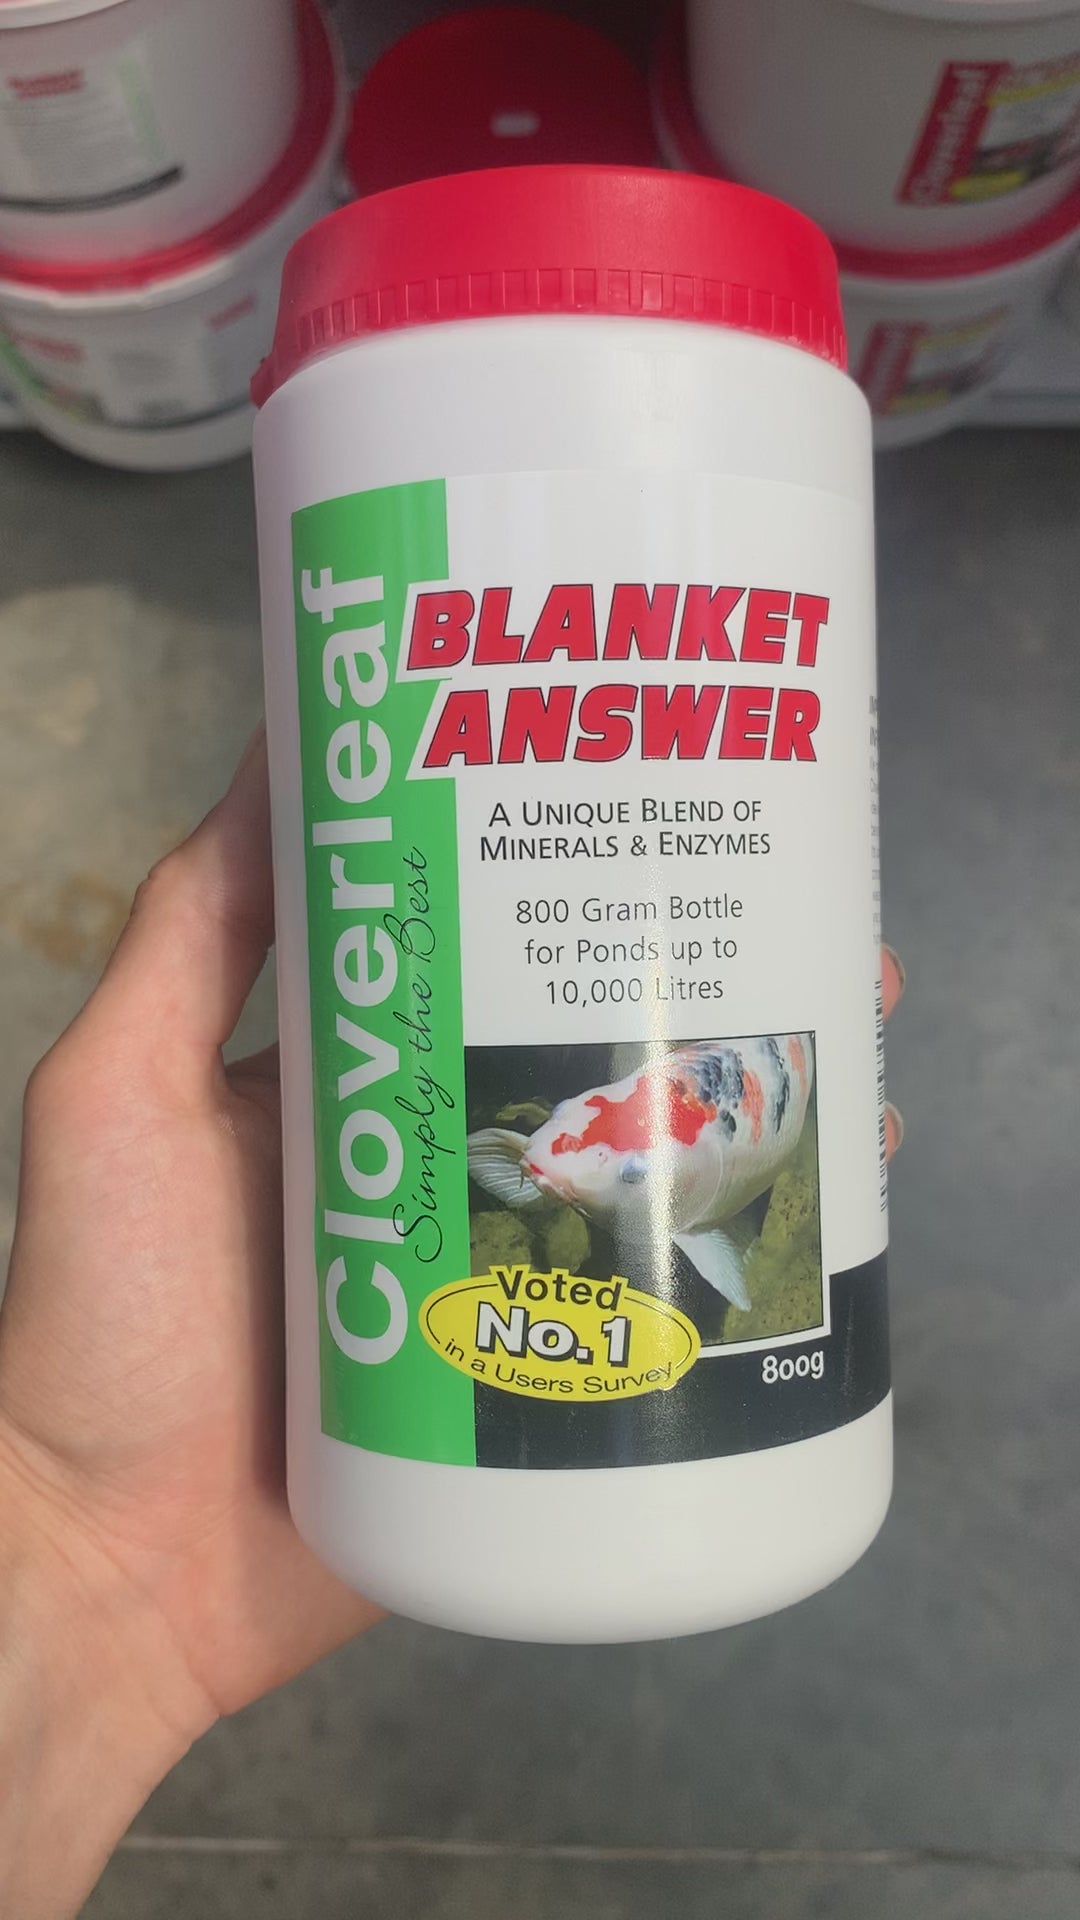 Cloverleaf
Simply the Best
BLANKET
ANSWER
A UNIQUE BLEND OF
MINERALS & ENZYMES
800 Gram Bottle
for Ponds up to
10,000 Litres
Voted
No.1
in a Users Survey
800g
Cloverleaf